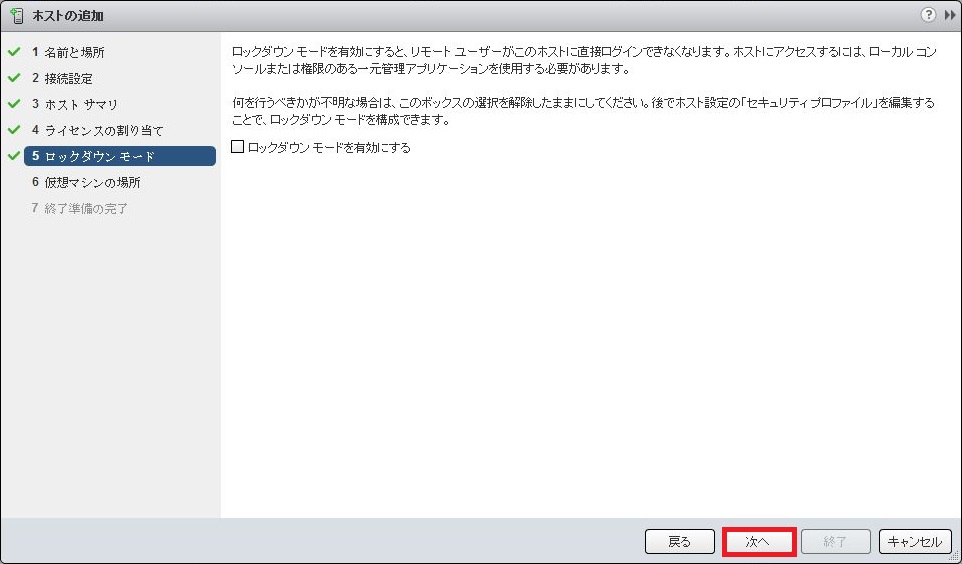 ホストの追加
1 名前と場所
2 接続設定
3 ホスト サマリ
4 ライセンスの割り当て
5 ロックダウン モード
6 仮想マシンの場所
7 終了準備の完了
ロックダウン モードを有効にすると、リモート ユーザーがこのホストに直接ログインできなくなります。ホストにアクセスするには、ローカル コン
ソールまたは権限のある一元管理アプリケーションを使用する必要があります。
何を行うべきかが不明な場合は、このボックスの選択を解除したままにしてください。後でホスト設定の「セキュリティ プロファイル」を編集する
ことで、ロックダウン モードを構成できます。
ロックダウン モードを有効にする
戻る
次へ
終了
キャンセル